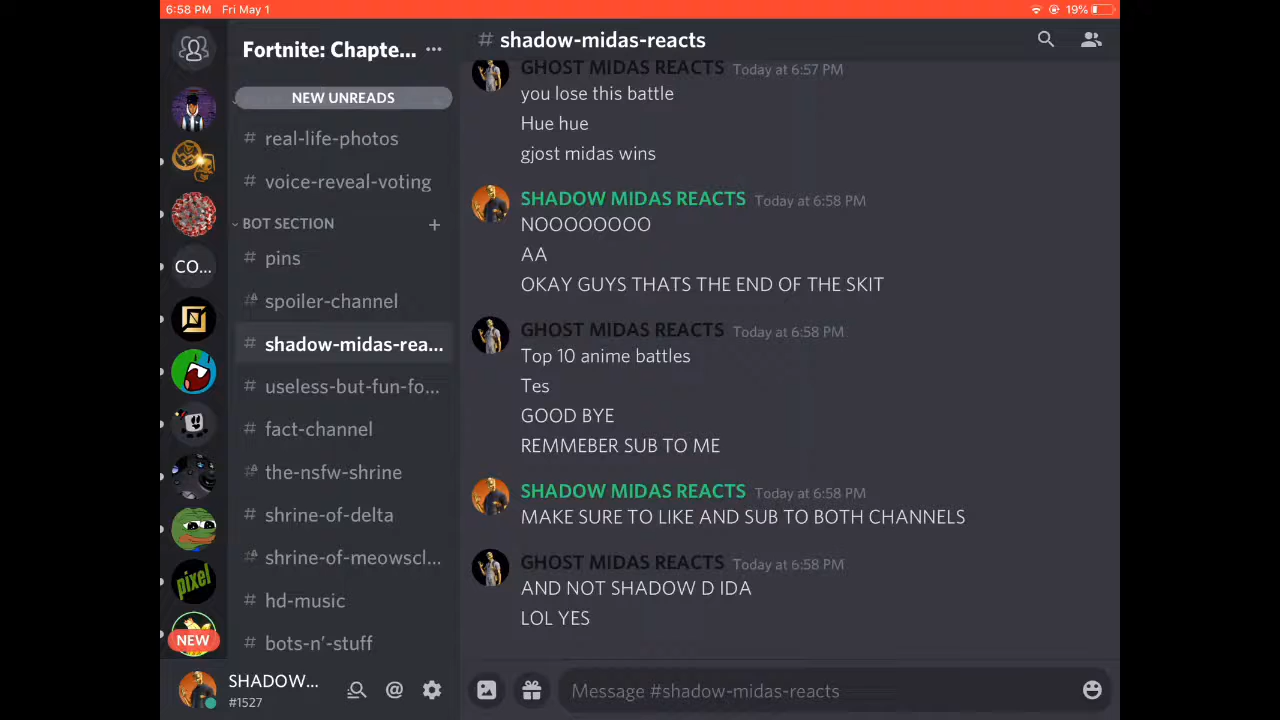 6:58 PM Fri May 1
19%
Fortnite: Chapte...
NEW UNREADS
# real-life-photos
# voice-reveal-voting
BOT SECTION
# pins
# spoiler-channel
# shadow-midas-rea...
# useless-but-fun-fo...
# fact-channel
# the-nsfw-shrine
# shrine-of-delta
# shrine-of-meowscl...
# hd-music
# bots-n'-stuff
CO...
pixel
NEW
SHADOW...
#1527
# shadow-midas-reacts
GHOST MIDAS REACTS Today at 6:57 PM
you lose this battle
Hue hue
gjost midas wins
SHADOW MIDAS REACTS Today at 6:58 PM
NOOOOOOOO
AA
OKAY GUYS THATS THE END OF THE SKIT
GHOST MIDAS REACTS Today at 6:58 PM
Top 10 anime battles
Tes
GOOD BYE
REMMEBER SUB TO ME
SHADOW MIDAS REACTS Today at 6:58 PM
MAKE SURE TO LIKE AND SUB TO BOTH CHANNELS
GHOST MIDAS REACTS Today at 6:58 PM
AND NOT SHADOW D IDA
LOL YES
Message #shadow-midas-reacts